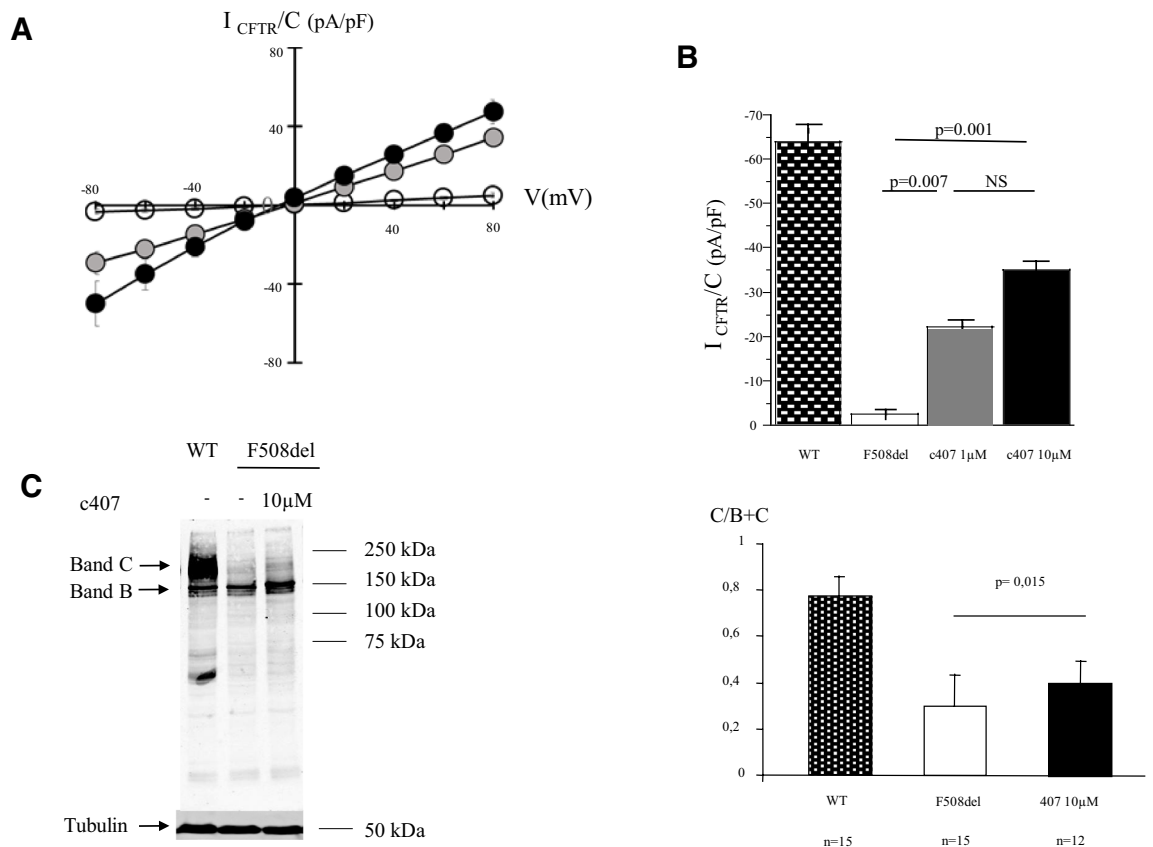 A
I CFTR/C (pA/pF)
80
40
-80
-40
0
V(mV)
40
80
-40
-80
B
I CFTR/C (pA/pF)
-70
-60
-50
-40
-30
-20
-10
0
p=0.001
p=0.007
NS
WT
F508del
c407 1µM
c407 10µM
C
WT
F508del
c407
-
-
10µM
Band C
Band B
250 kDa
150 kDa
100 kDa
75 kDa
Tubulin
50 kDa
C/B+C
1
0,8
0,6
0,4
0,2
0
p= 0,015
WT
F508del
407 10µM
n=15
n=15
n=12